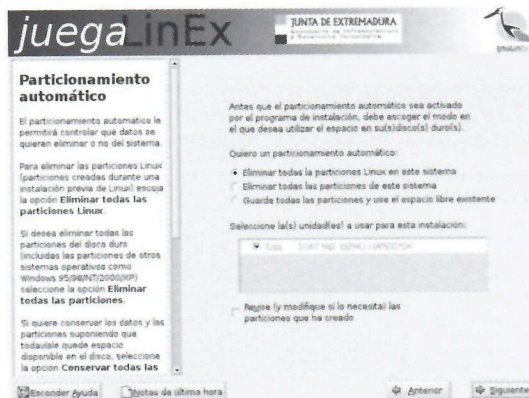 juegaLinEx
JUNTA DE EXTREMADURA
Particionamiento
automático
El particionamiento automatico le
permitirá controlar que datos se
quieren eliminar o no del sistema.
Para eliminar las particiones Linux
(particiones creadas durante una
instalación previa de Linux) escoja
la opción Eliminar todas las
particiones Linux.
Si desea eliminar todas las
particiones del disco duro
(incluidas las particiones de otros
sistemas operativos como
Windows 95/98/NT/2000/XP)
seleccione la opción Eliminar
todas las particiones.
Si quiere conservar los datos y las
particiones suponiendo que
todavíale quede espacio
disponible en el disco, seleccione
la opcion Conservar todas las
Antes que el particionamiento automático sea activado
por el programa de instalación, debe escoger el modo en
el que desea utilizar el espacio en su(s)disco(s) duro(s).
Quiero un particionamiento automático:
Eliminar todas la particiones Linux en este sistema
Eliminar todas las particiones de este sistema
Guarde todas las particiones y use el espacio libre existente
Seleccione la(s) unidad(es) a usar para esta instalación:
Revise (y modifique si lo necesita) las
particiones que ha creado
Esconder Ayuda
Notas de última hora
Anterior
Siguiente